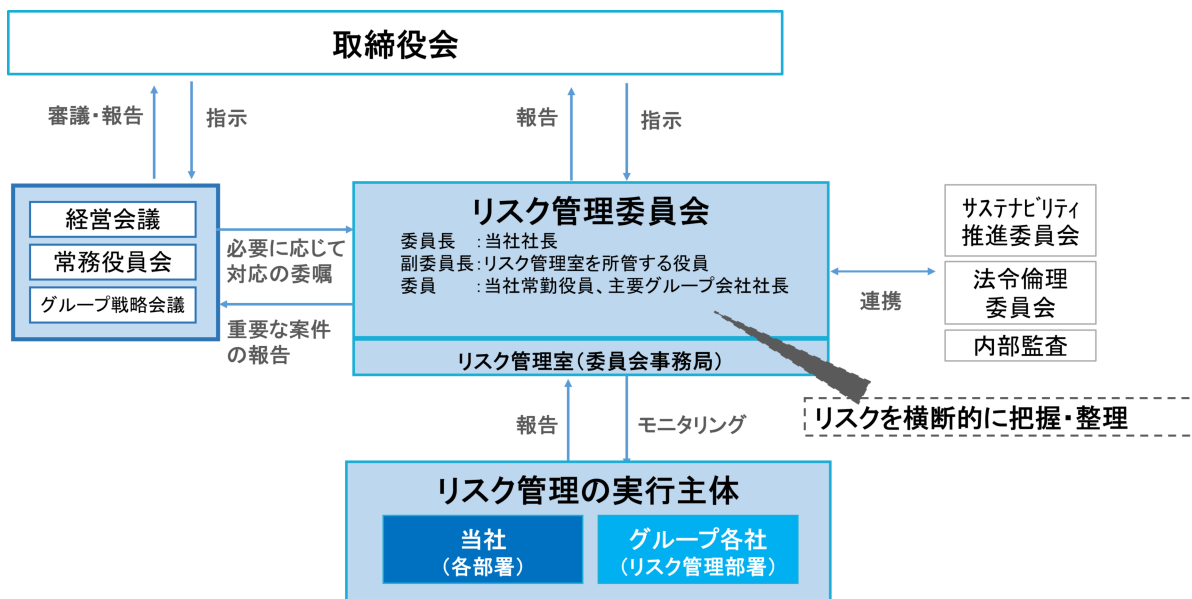 取締役会
審議・報告
指示
報告
指示
経営会議
常務役員会
グループ戦略会議
必要に応じて
対応の委嘱
重要な案件
の報告
リスク管理委員会
委員長　：当社社長
副委員長：リスク管理室を所管する役員
委員　　：当社常勤役員、主要グループ会社社長
リスク管理室（委員会事務局）
連携
サステナビリティ
推進委員会
法令倫理
委員会
内部監査
リスクを横断的に把握・整理
報告
モニタリング
リスク管理の実行主体
当社
（各部署）
グループ各社
（リスク管理部署）